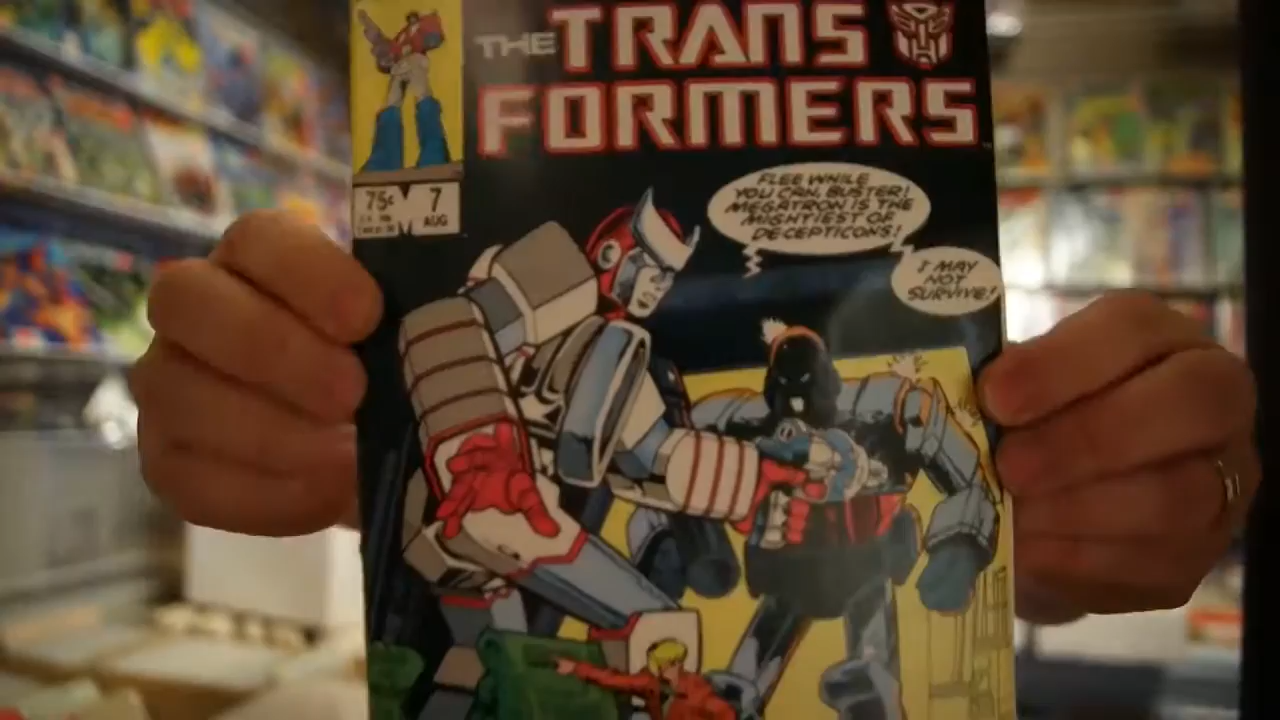 THE TRANS
FORMERS
75¢
7
AUG
FLEE WHILE
YOU CAN, BUSTER!
MEGATRON IS THE
MIGHTIEST OF
DECEPTICONS!
I MAY
NOT
SURVIVE!